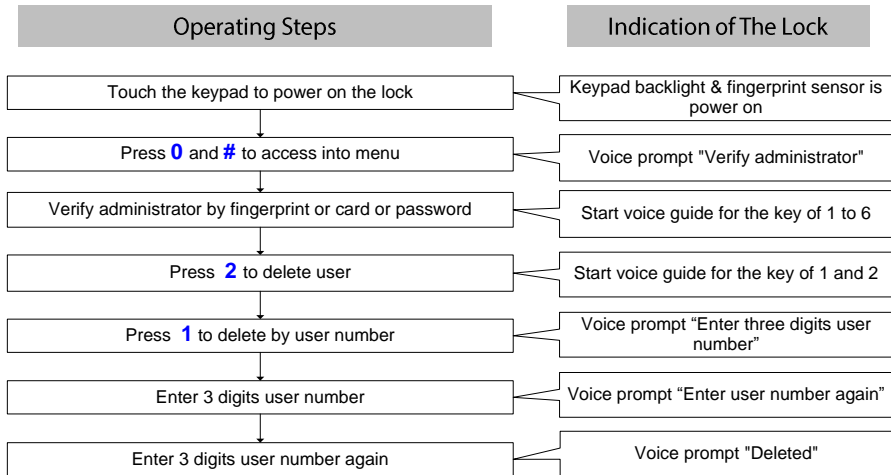 Operating Steps
Indication of The Lock
Touch the keypad to power on the lock
Keypad backlight & fingerprint sensor is
power on
Press 0 and # to access into menu
Voice prompt "Verify administrator"
Verify administrator by fingerprint or card or password
Start voice guide for the key of 1 to 6
Press 2 to delete user
Start voice guide for the key of 1 and 2
Press 1 to delete by user number
Voice prompt “Enter three digits user
number”
Enter 3 digits user number
Voice prompt “Enter user number again”
Enter 3 digits user number again
Voice prompt "Deleted"